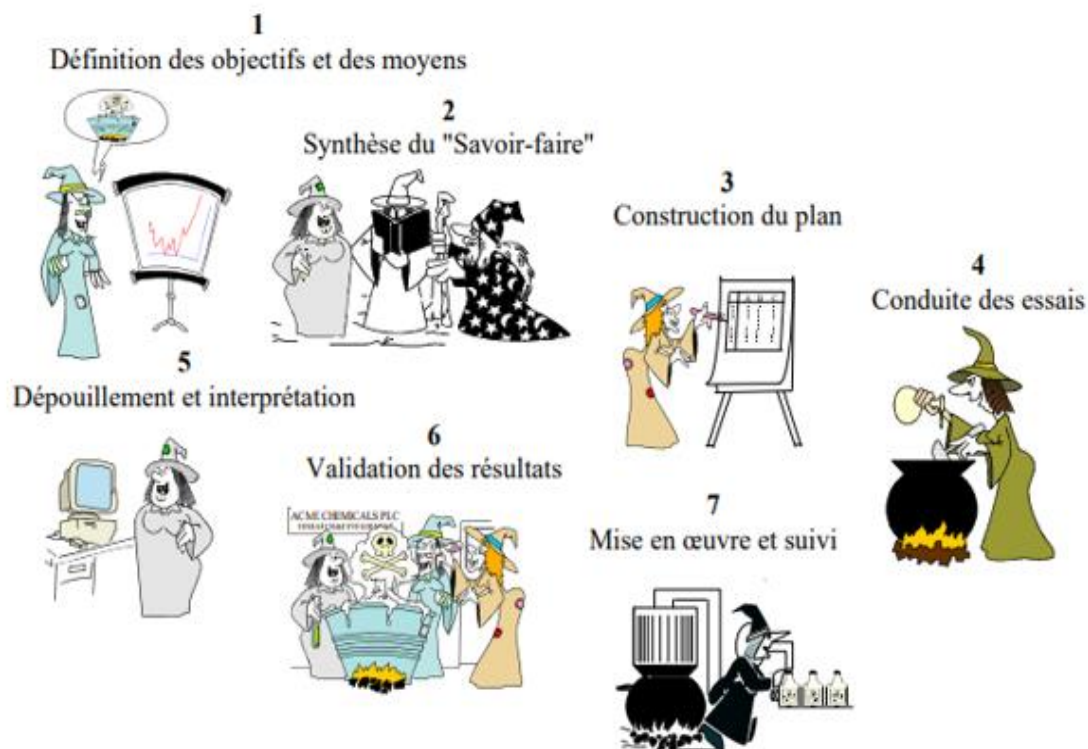 1
Définition des objectifs et des moyens
2
Synthèse du "Savoir-faire"
3
Construction du plan
4
Conduite des essais
5
Dépouillement et interprétation
6
Validation des résultats
ACME CHEMICALS PLC
7
Mise en œuvre et suivi